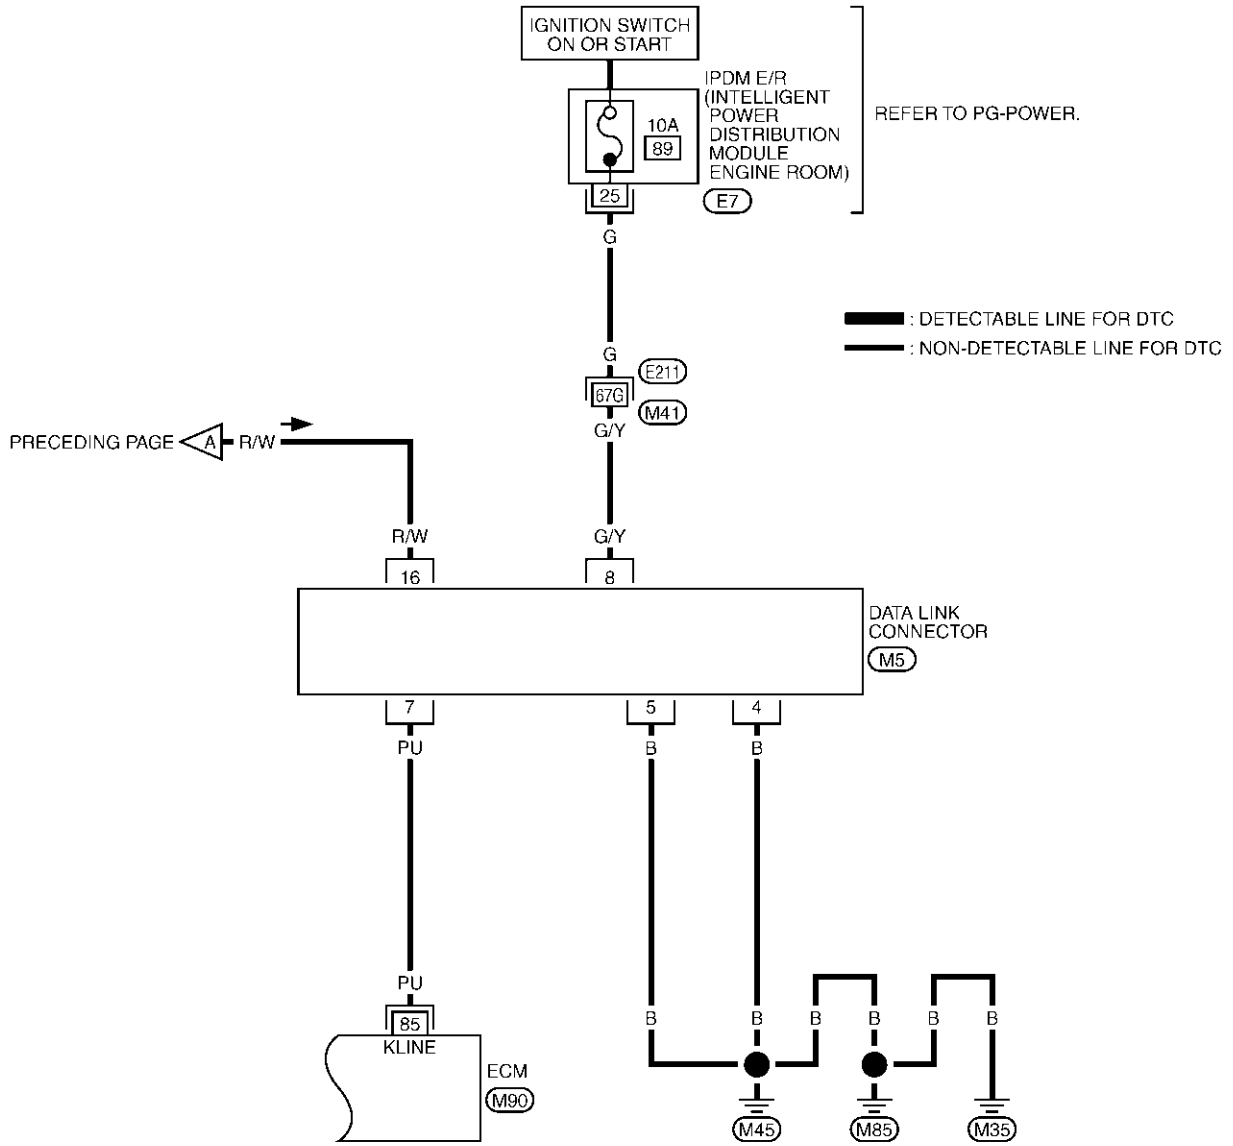 IGNITION SWITCH
ON OR START
IPDM E/R
(INTELLIGENT
POWER
DISTRIBUTION
MODULE
ENGINE ROOM)
10A
89
REFER TO PG-POWER.
25
E7
G
: DETECTABLE LINE FOR DTC
: NON-DETECTABLE LINE FOR DTC
G
E211
67G
M41
G/Y
PRECEDING PAGE
A
R/W
R/W
G/Y
16
8
DATA LINK
CONNECTOR
M5
7
5
4
PU
B
B
PU
85
KLINE
ECM
M90
B
B
B
B
B
B
M45
M85
M35